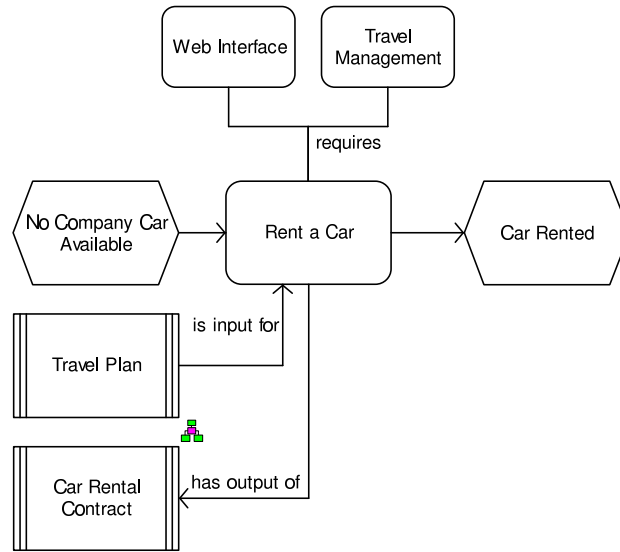 Web Interface
Travel
Management
requires
No Company Car
Available
Rent a Car
Car Rented
is input for
Travel Plan
has output of
Car Rental
Contract